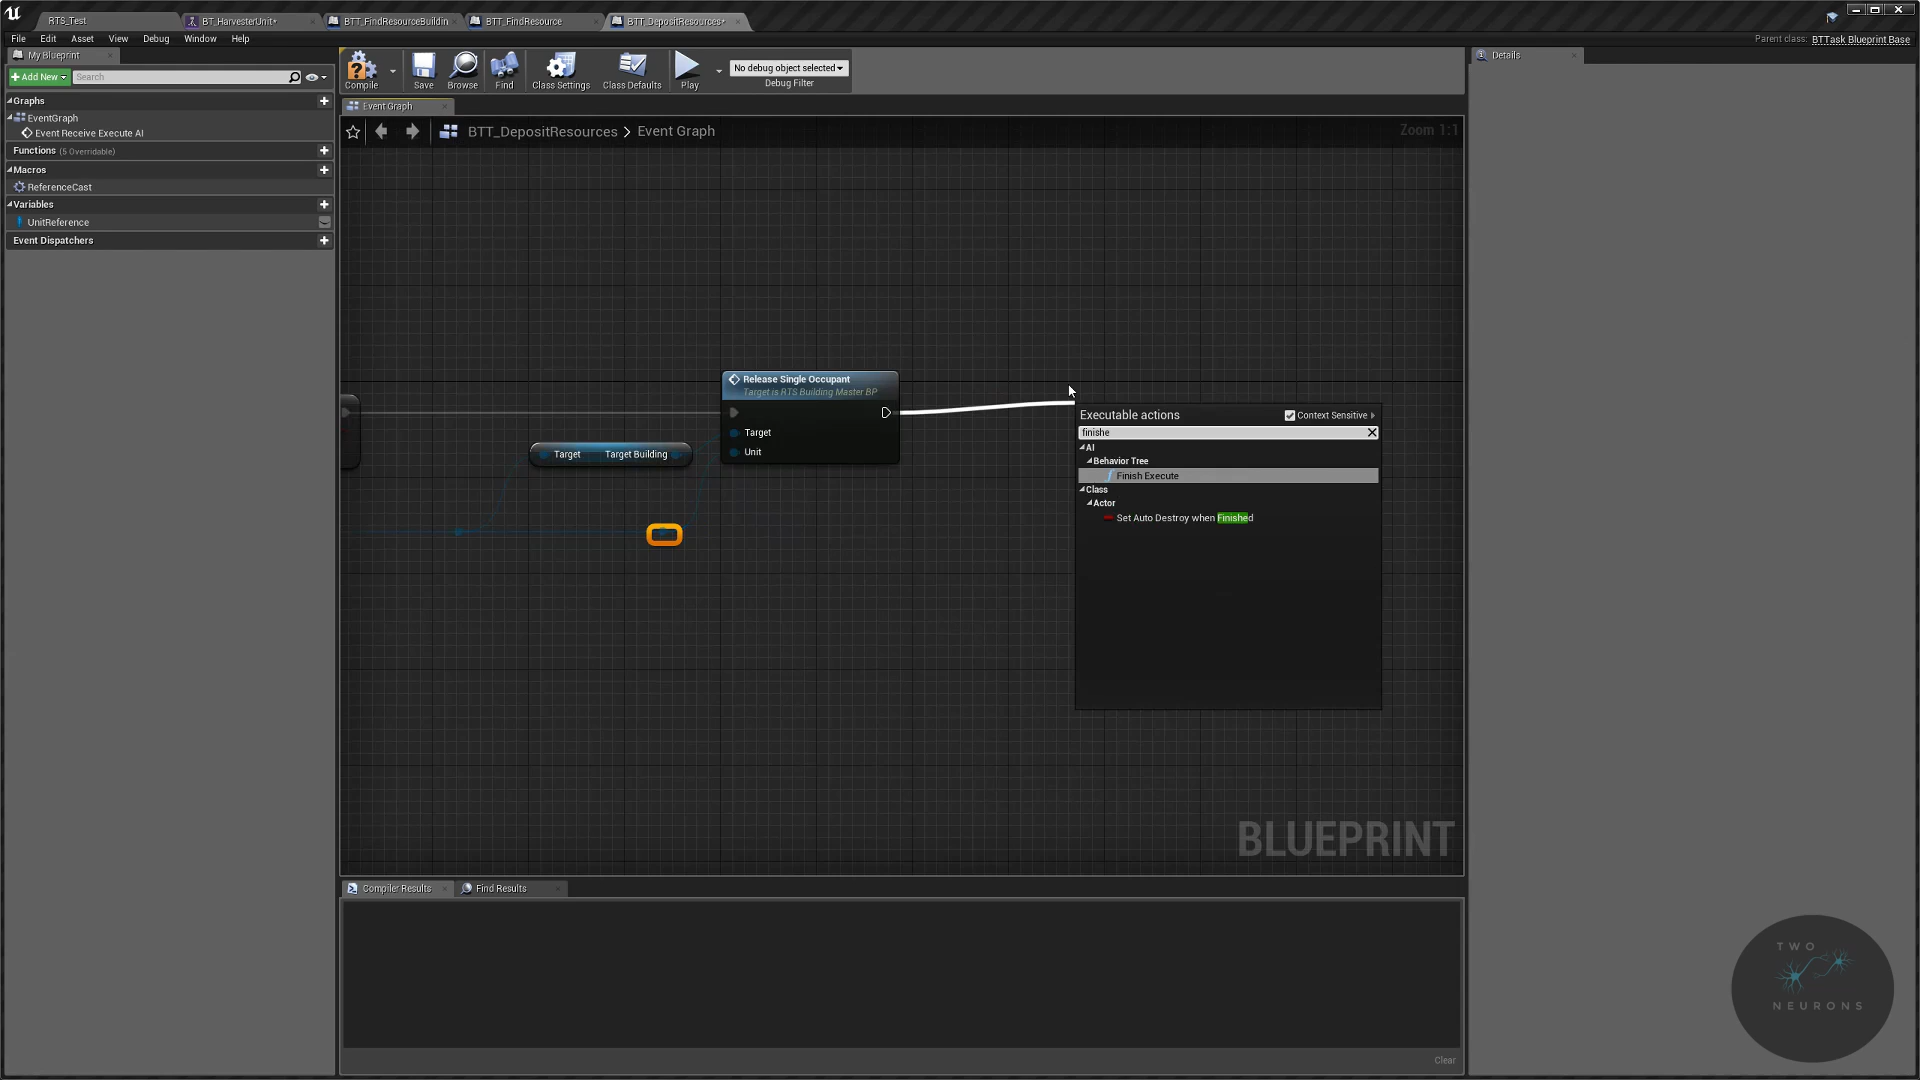 RTS_Test
BT_HarvesterUnit*
BTT_FindResourceBuildin
BTT_FindResource
BTT_DepositResources*
File Edit Asset View Debug Window Help
Parent class: BTTask Blueprint Base
My Blueprint
Add New
Search
Graphs
EventGraph
Event Receive Execute AI
Functions (5 Overridable)
Macros
ReferenceCast
Variables
UnitReference
Event Dispatchers
Compile
Save
Browse
Find
Class Settings
Class Defaults
Play
No debug object selected
Debug Filter
Event Graph
BTT_DepositResources > Event Graph
Zoom 1:1
Release Single Occupant
Target is RTS Building Master BP
Target
Unit
Target Target Building
Executable actions
Context Sensitive
finishe
AI
Behavior Tree
Finish Execute
Class
Actor
Set Auto Destroy when Finished
BLUEPRINT
Compiler Results
Find Results
Clear
Details
TWO
NEURONS